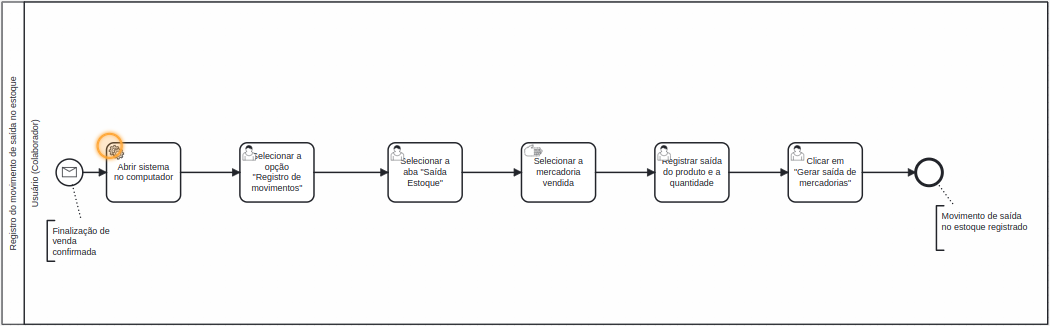 Registro do movimento de saída no estoque
Usuário (Colaborador)
Finalização de
venda
confirmada
Abrir sistema
no computador
Selecionar a
opção
"Registro de
movimentos"
Selecionar a
aba "Saída
Estoque"
Selecionar a
mercadoria
vendida
Registrar saída
do produto e a
quantidade
Clicar em
"Gerar saída de
mercadorias"
Movimento de saída
no estoque registrado